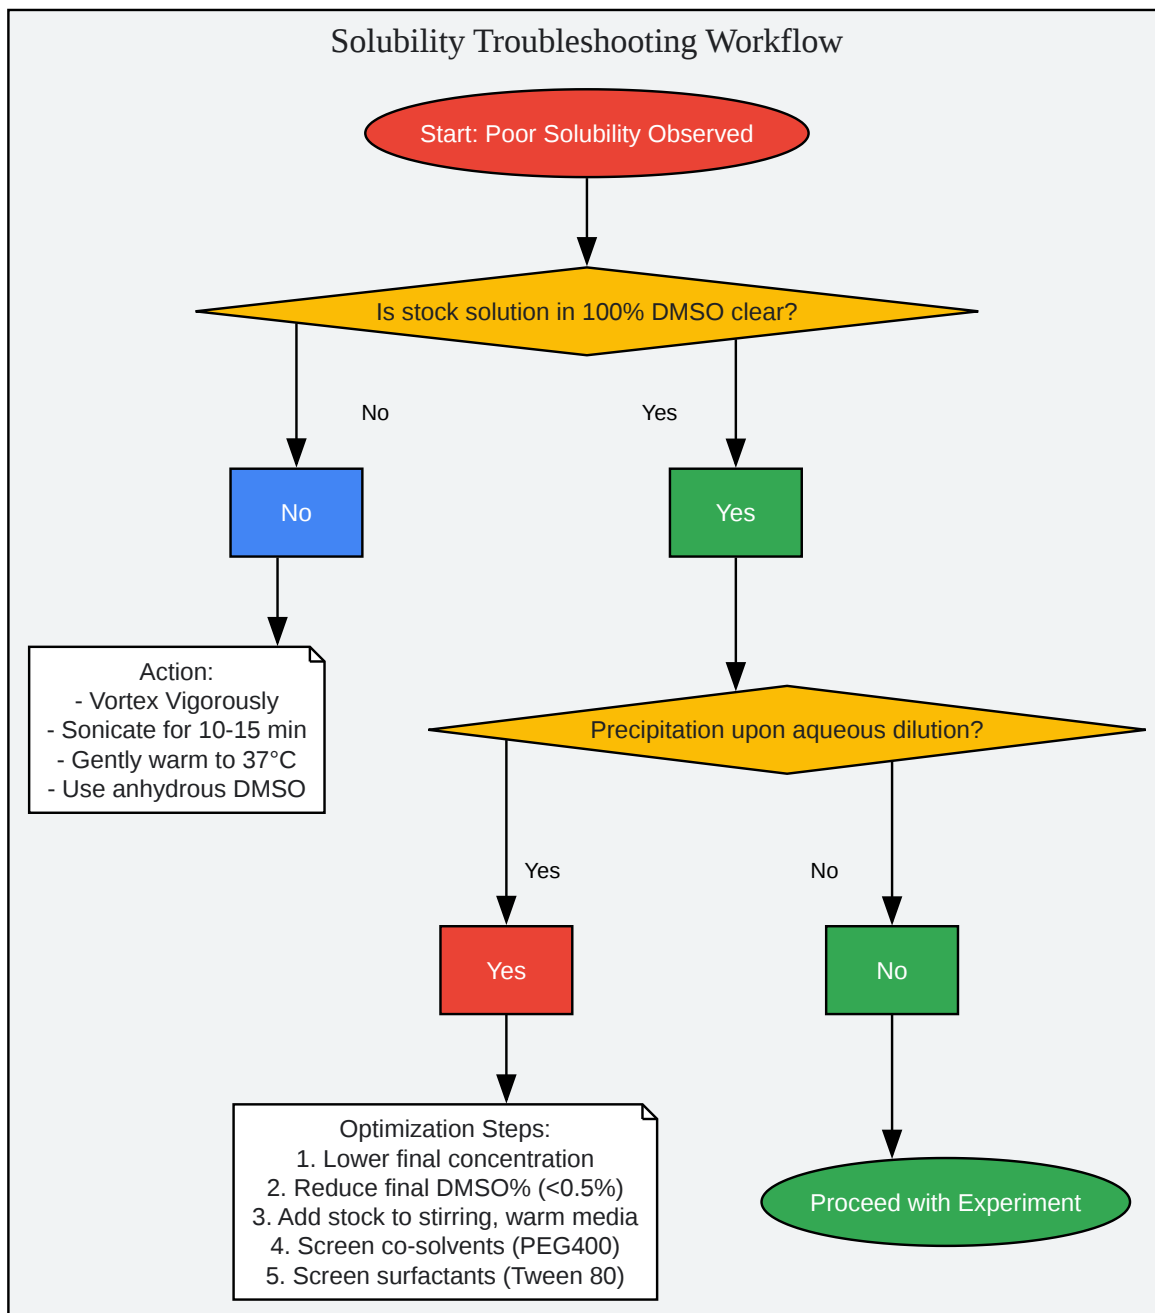 Solubility Troubleshooting Workflow
Start: Poor Solubility Observed
Is stock solution in 100% DMSO clear?
No
Yes
No
Yes
Action:
- Vortex Vigorously
- Sonicate for 10-15 min
- Gently warm to 37°C
- Use anhydrous DMSO
Precipitation upon aqueous dilution?
Yes
No
Yes
No
Optimization Steps:
1. Lower final concentration
2. Reduce final DMSO% (<0.5%)
3. Add stock to stirring, warm media
4. Screen co-solvents (PEG400)
5. Screen surfactants (Tween 80)
Proceed with Experiment